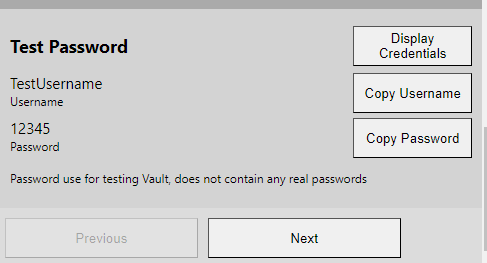 Test Password
Display
Credentials
TestUsername
Username
Copy Username
12345
Password
Copy Password
Password use for testing Vault, does not contain any real passwords
Previous
Next